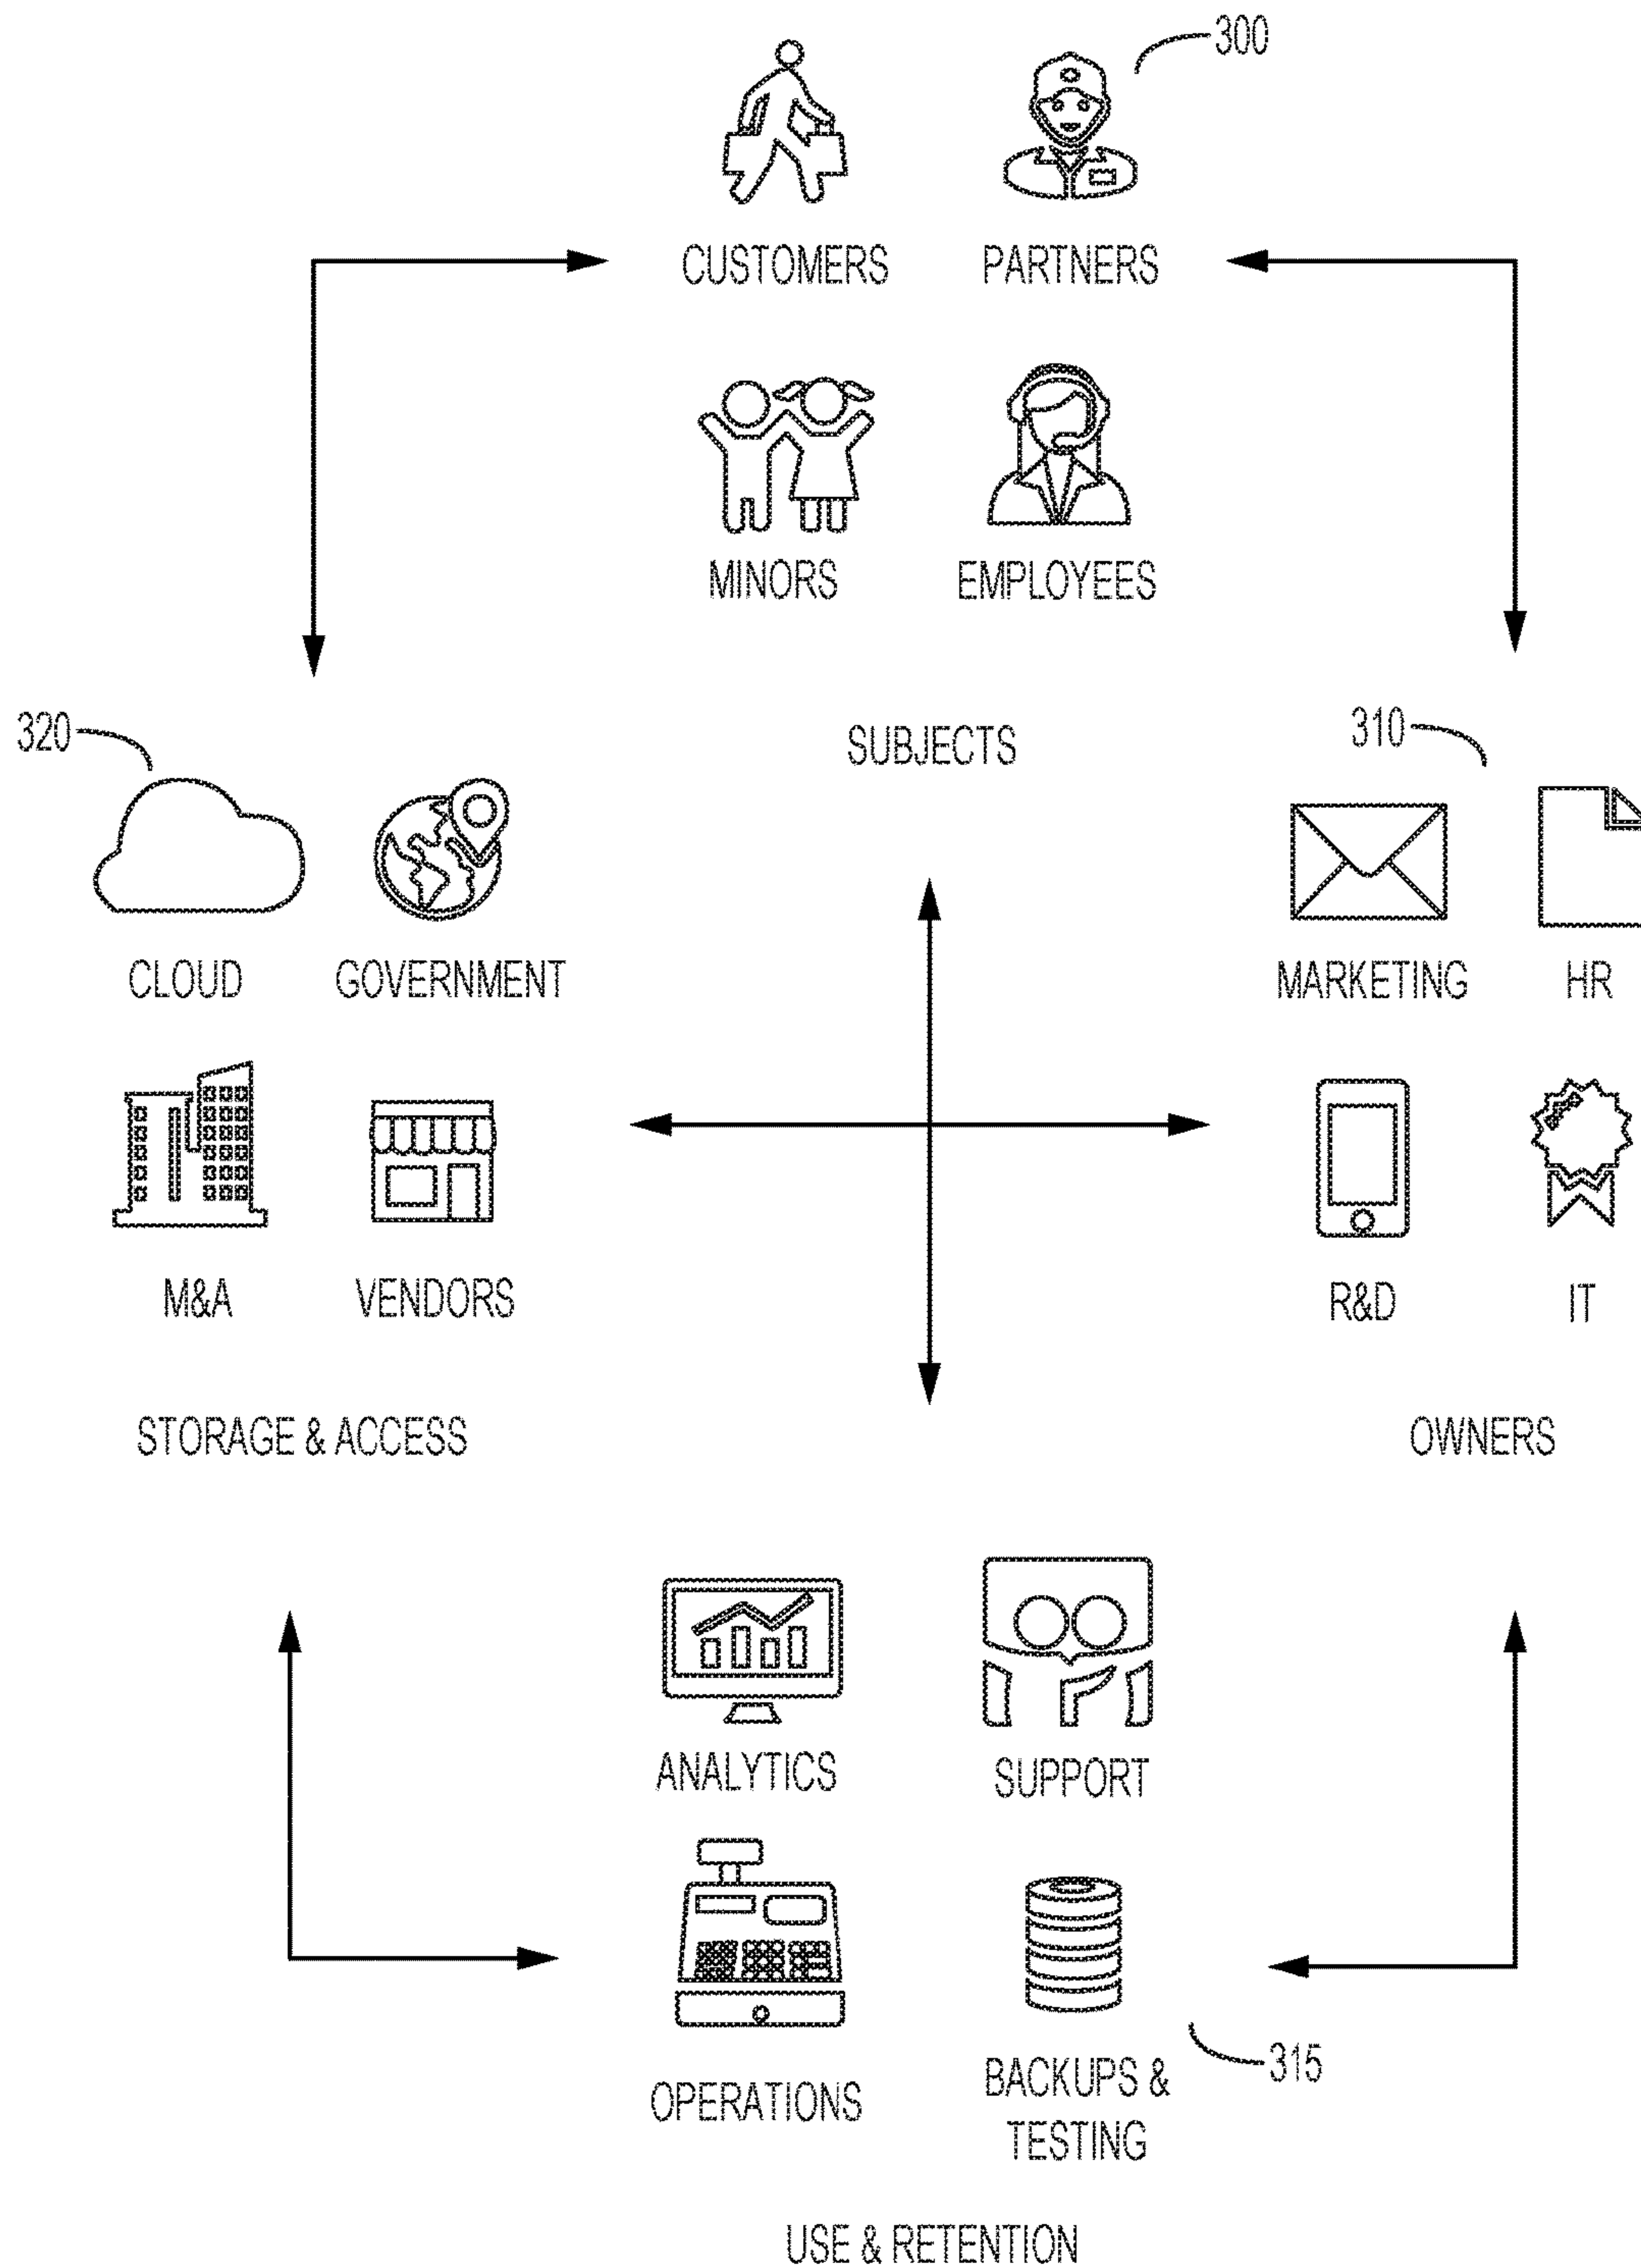 300
CUSTOMERS PARTNERS
MINORS EMPLOYEES
SUBJECTS
320
CLOUD GOVERNMENT
M&A VENDORS
STORAGE & ACCESS
310
MARKETING HR
R&D IT
OWNERS
ANALYTICS SUPPORT
OPERATIONS BACKUPS &
TESTING
315
USE & RETENTION